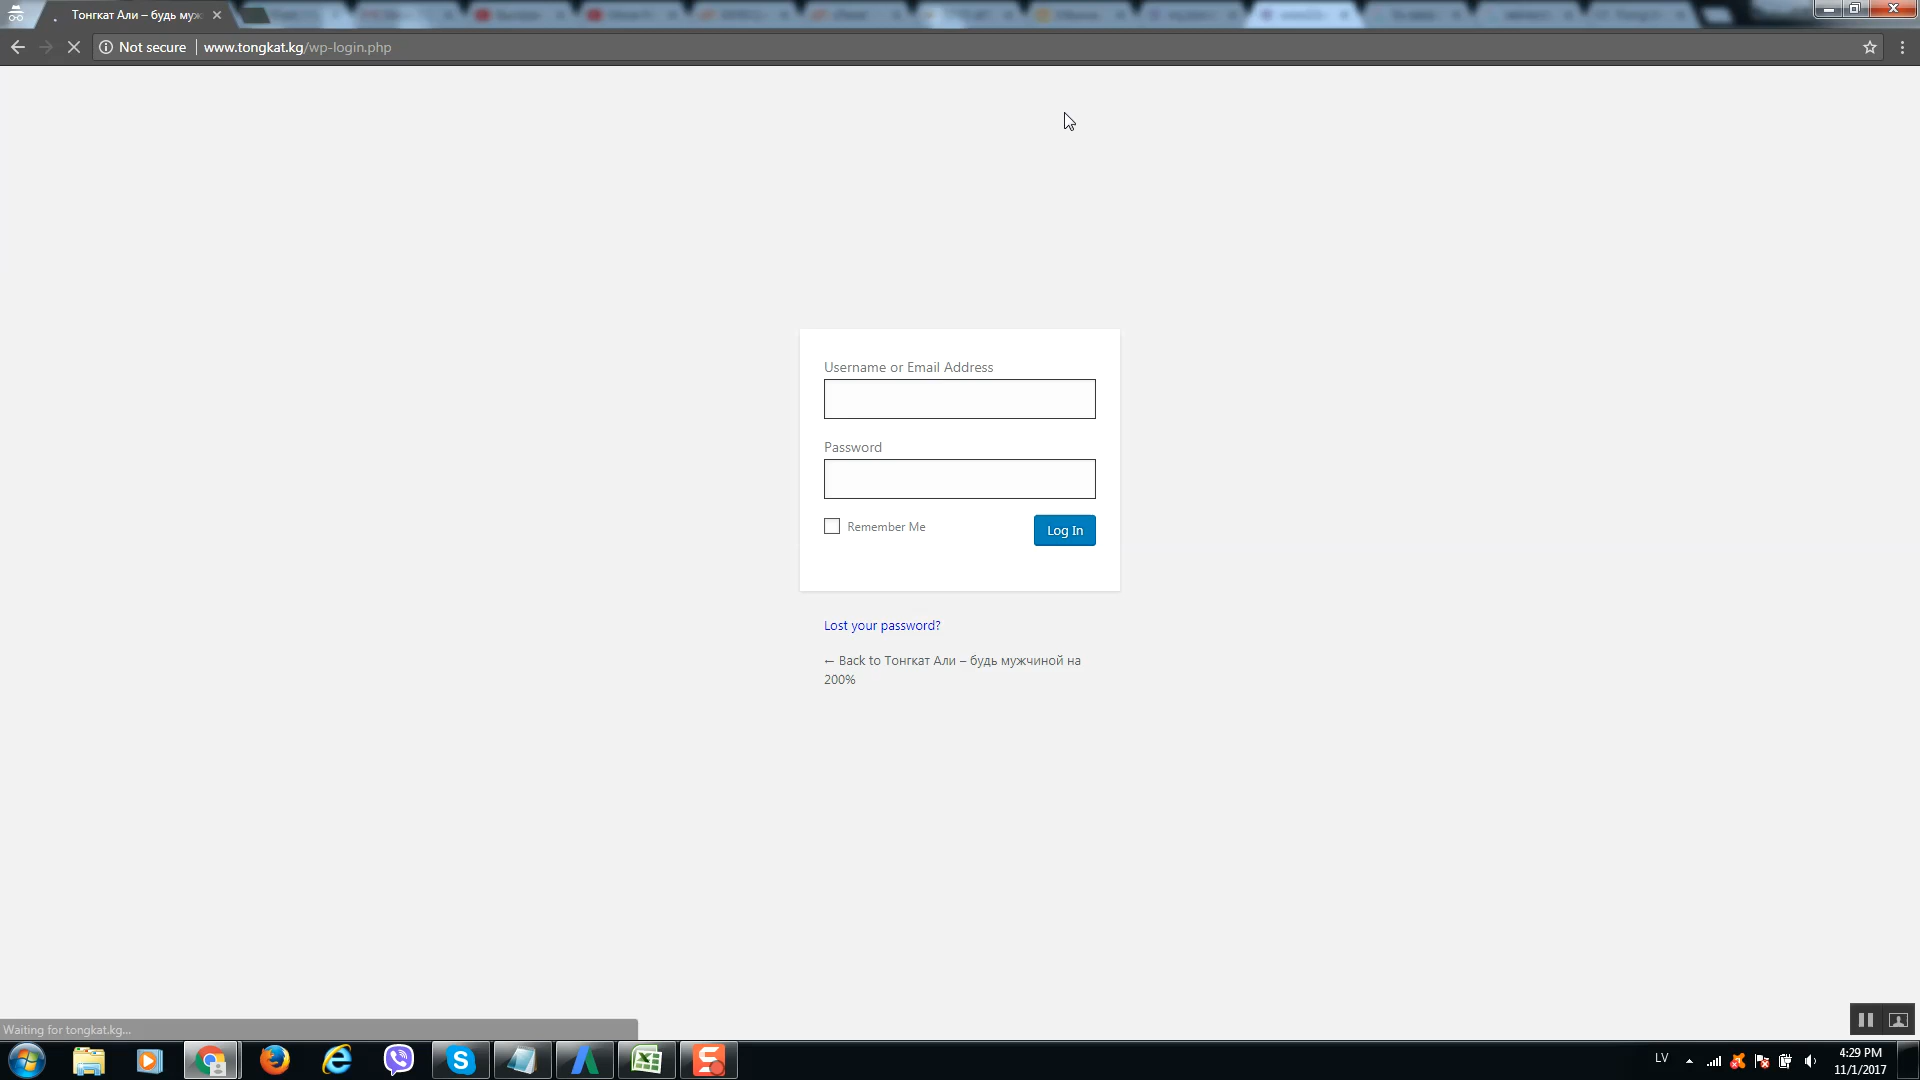 Тонгкат Али – будь муж
Not secure
www.tongkat.kg/wp-login.php
Username or Email Address
Password
Remember Me
Log In
Lost your password?
← Back to Тонгкат Али – будь мужчиной на
200%
Waiting for tongkat.kg...
LV
4:29 PM
11/1/2017